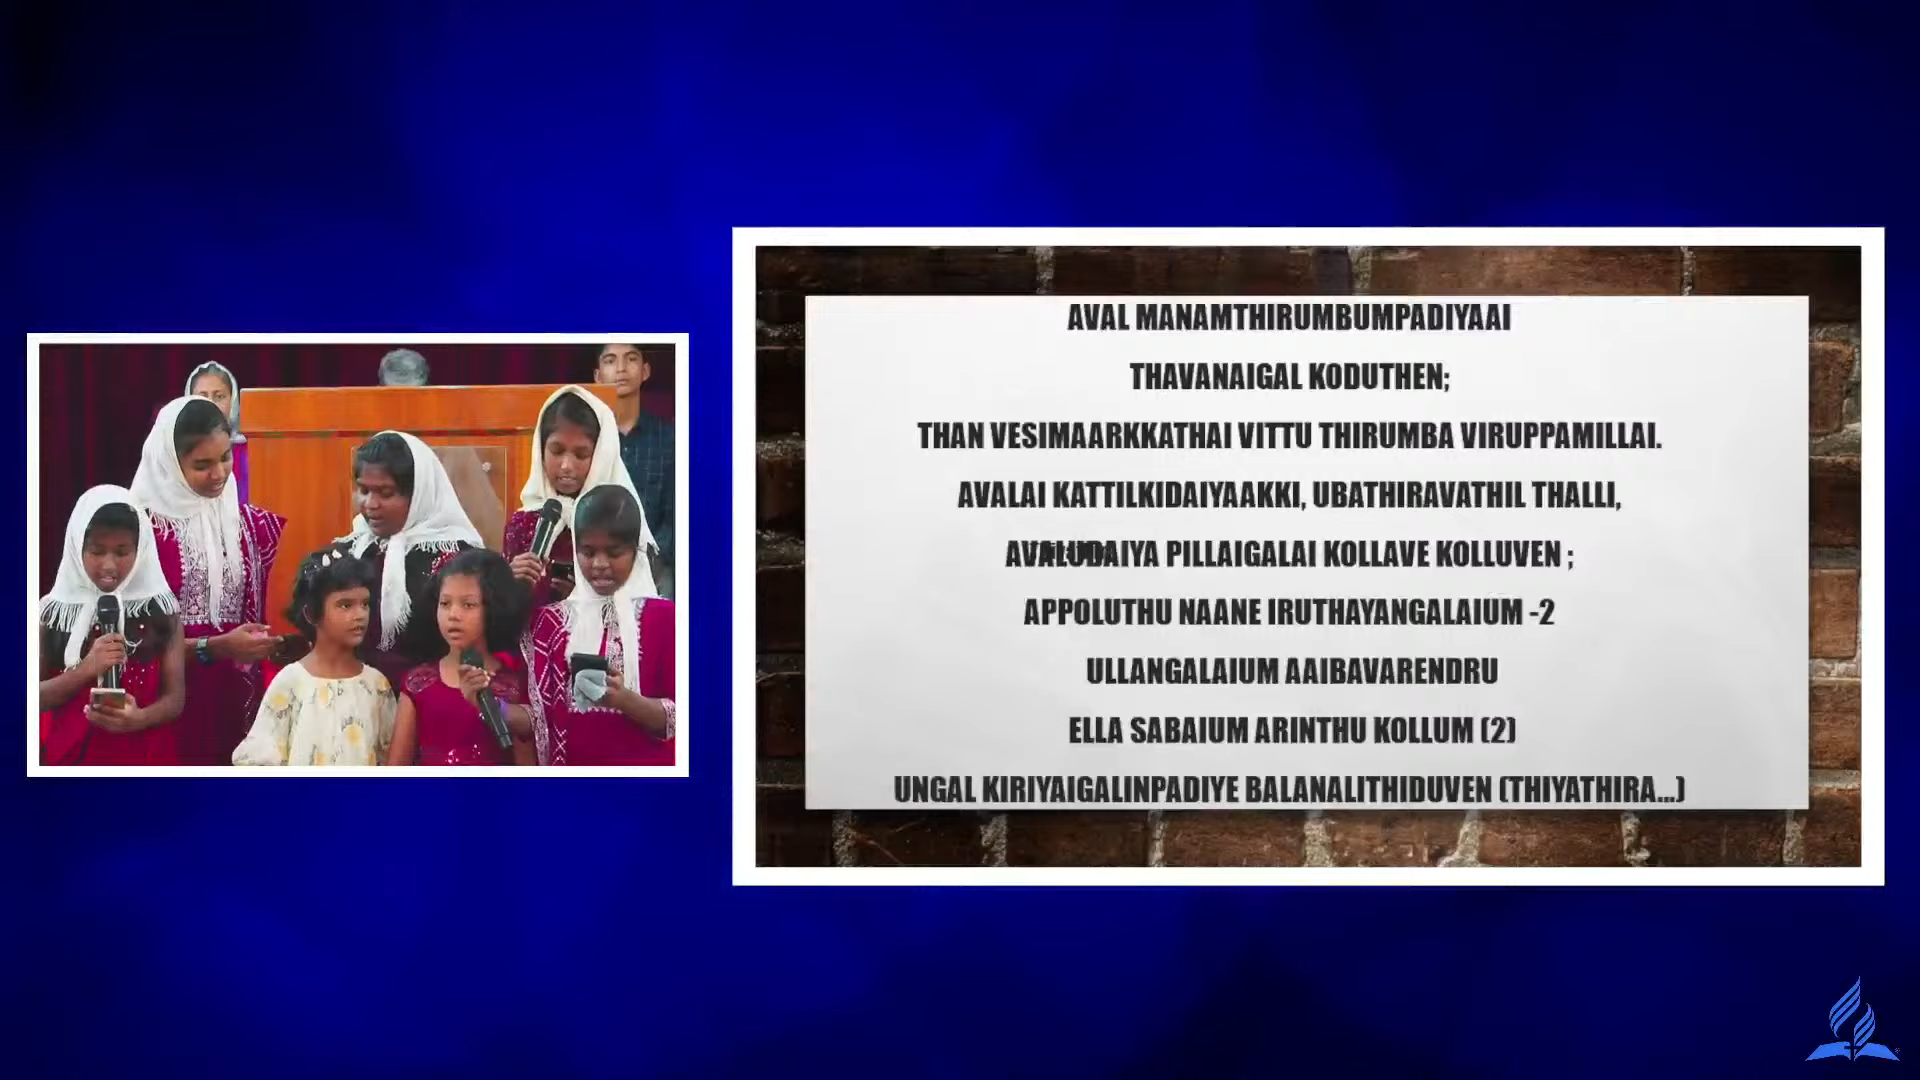 AVAL MANAMTHIRUMBUMPADIYAAI
THAVANAIGAL KODUTHEN;
THAN VESIMAARKKATHAI VITTU THIRUMBA VIRUPPAMILLAI.
AVALAI KATTILKIDAIYAAKKI, UBATHIRAVATHIL THALLI,
AVALUDAIYA PILLAIGALAI KOLLAVE KOLLUVEN ;
APPOLUTHU NAANE IRUTHAYANGALAIUM -2
ULLANGALAIUM AAIBAVARENDRU
ELLA SABAIUM ARINTHU KOLLUM (2)
UNGAL KIRIYAIGALINPADIYE BALANALITHIDUVEN (THIYATHIRA...)